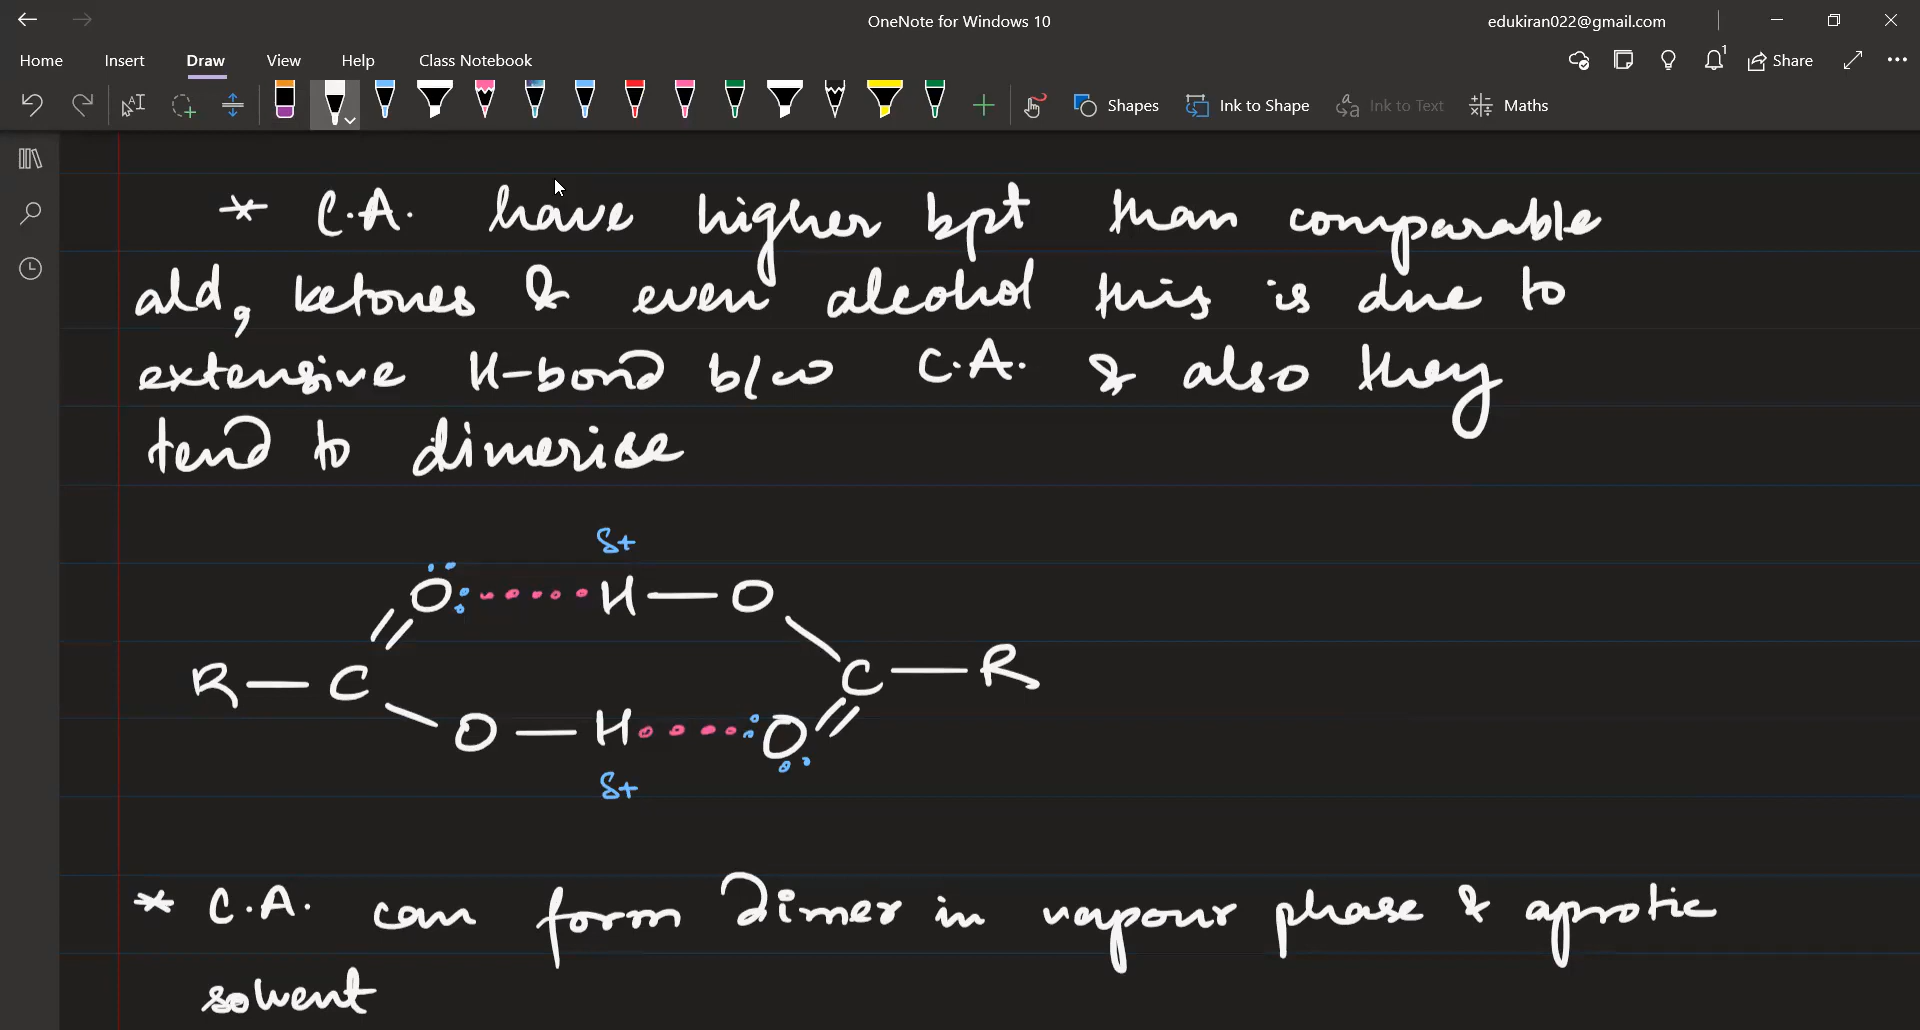 OneNote for Windows 10
edukiran022@gmail.com
Home Insert Draw View Help Class Notebook
1
Share
Shapes Ink to Shape Ink to Text Maths
* C.A. have higher bpt than comparable
ald, ketones & even alcohol this is due to
extensive H-bond b/w C.A. & also they
tend to dimerise
δ+
O H — O
R — C C — R
O — H O
δ+
* C.A. can form Dimer in vapour phase & aprotic
solvent